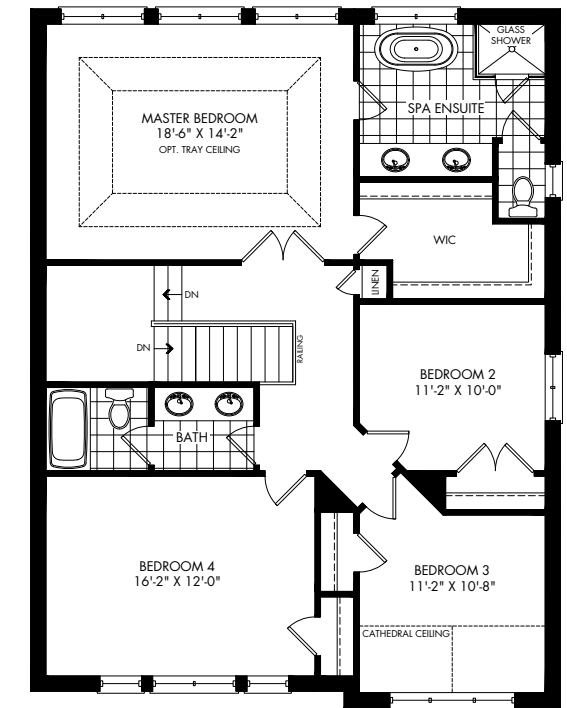 GLASS
SHOWER
MASTER BEDROOM
18'-6" X 14'-2"
OPT. TRAY CEILING
SPA ENSUITE
WIC
LINEN
DN
DN
RAILING
BEDROOM 2
11'-2" X 10'-0"
BATH
BEDROOM 4
16'-2" X 12'-0"
BEDROOM 3
11'-2" X 10'-8"
CATHEDRAL CEILING